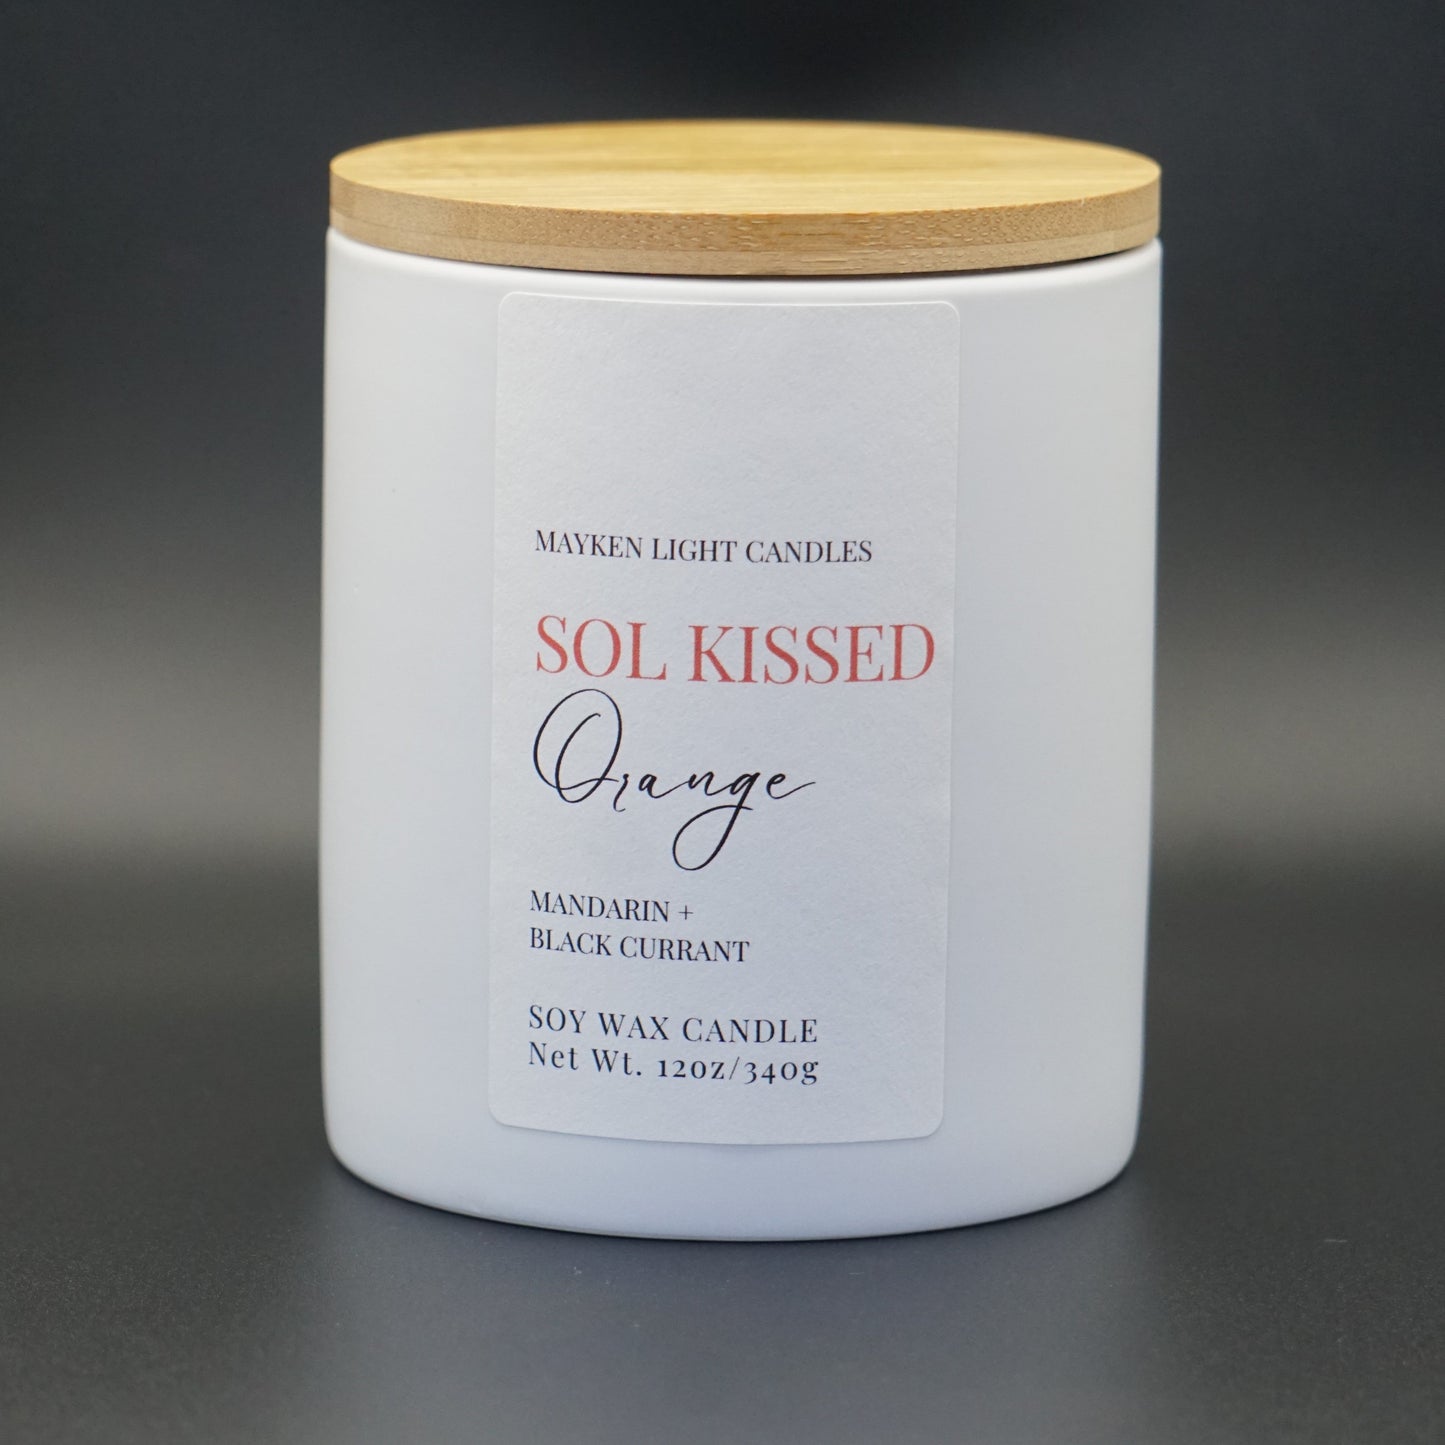 MAYKEN LIGHT CANDLES
SOL KISSED
Orange
MANDARIN +
BLACK CURRANT
SOY WAX CANDLE
Net Wt. 12oz/340g